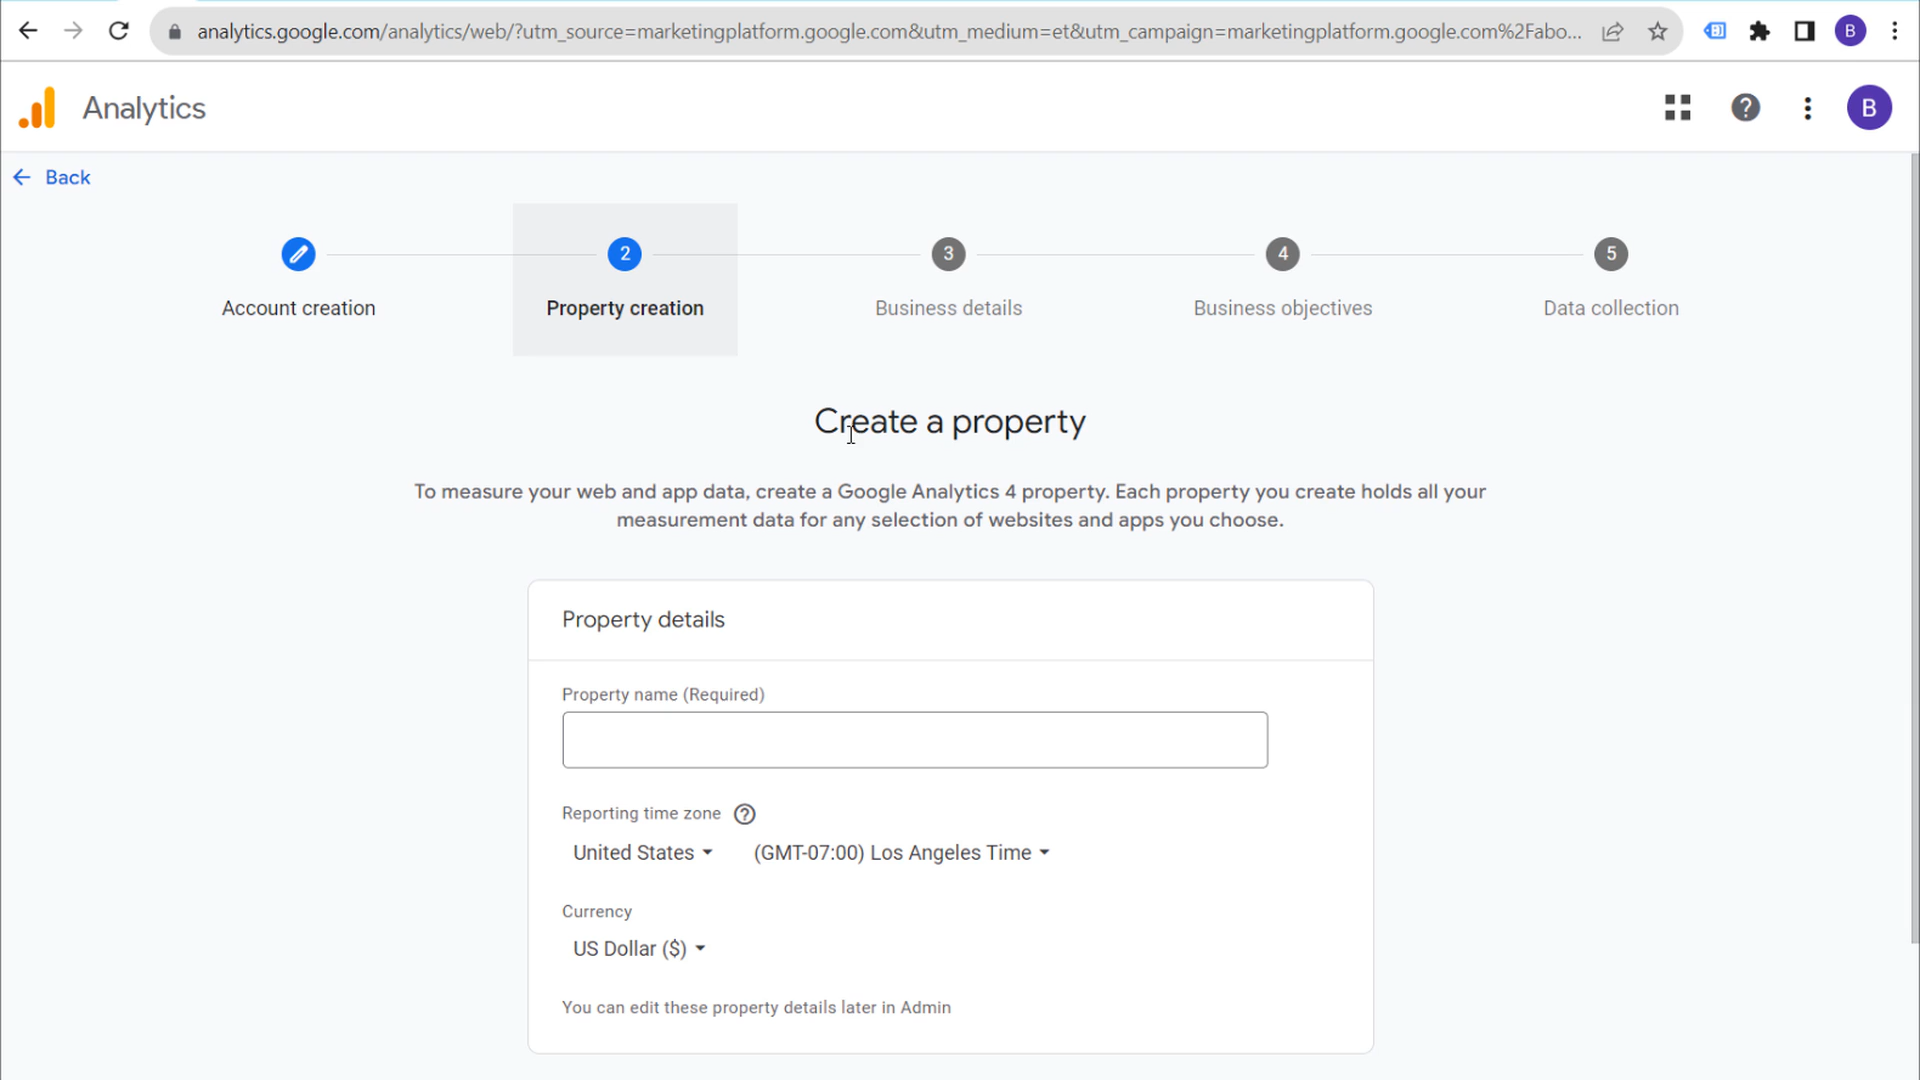 analytics.google.com/analytics/web/?utm_source=marketingplatform.google.com&utm_medium=et&utm_campaign=marketingplatform.google.com%2Fabo...
B
Analytics
?
B
Back
2
3
4
5
Account creation
Property creation
Business details
Business objectives
Data collection
Create a property
To measure your web and app data, create a Google Analytics 4 property. Each property you create holds all your
measurement data for any selection of websites and apps you choose.
Property details
Property name (Required)
Reporting time zone ?
United States (GMT-07:00) Los Angeles Time
Currency
US Dollar ($)
You can edit these property details later in Admin